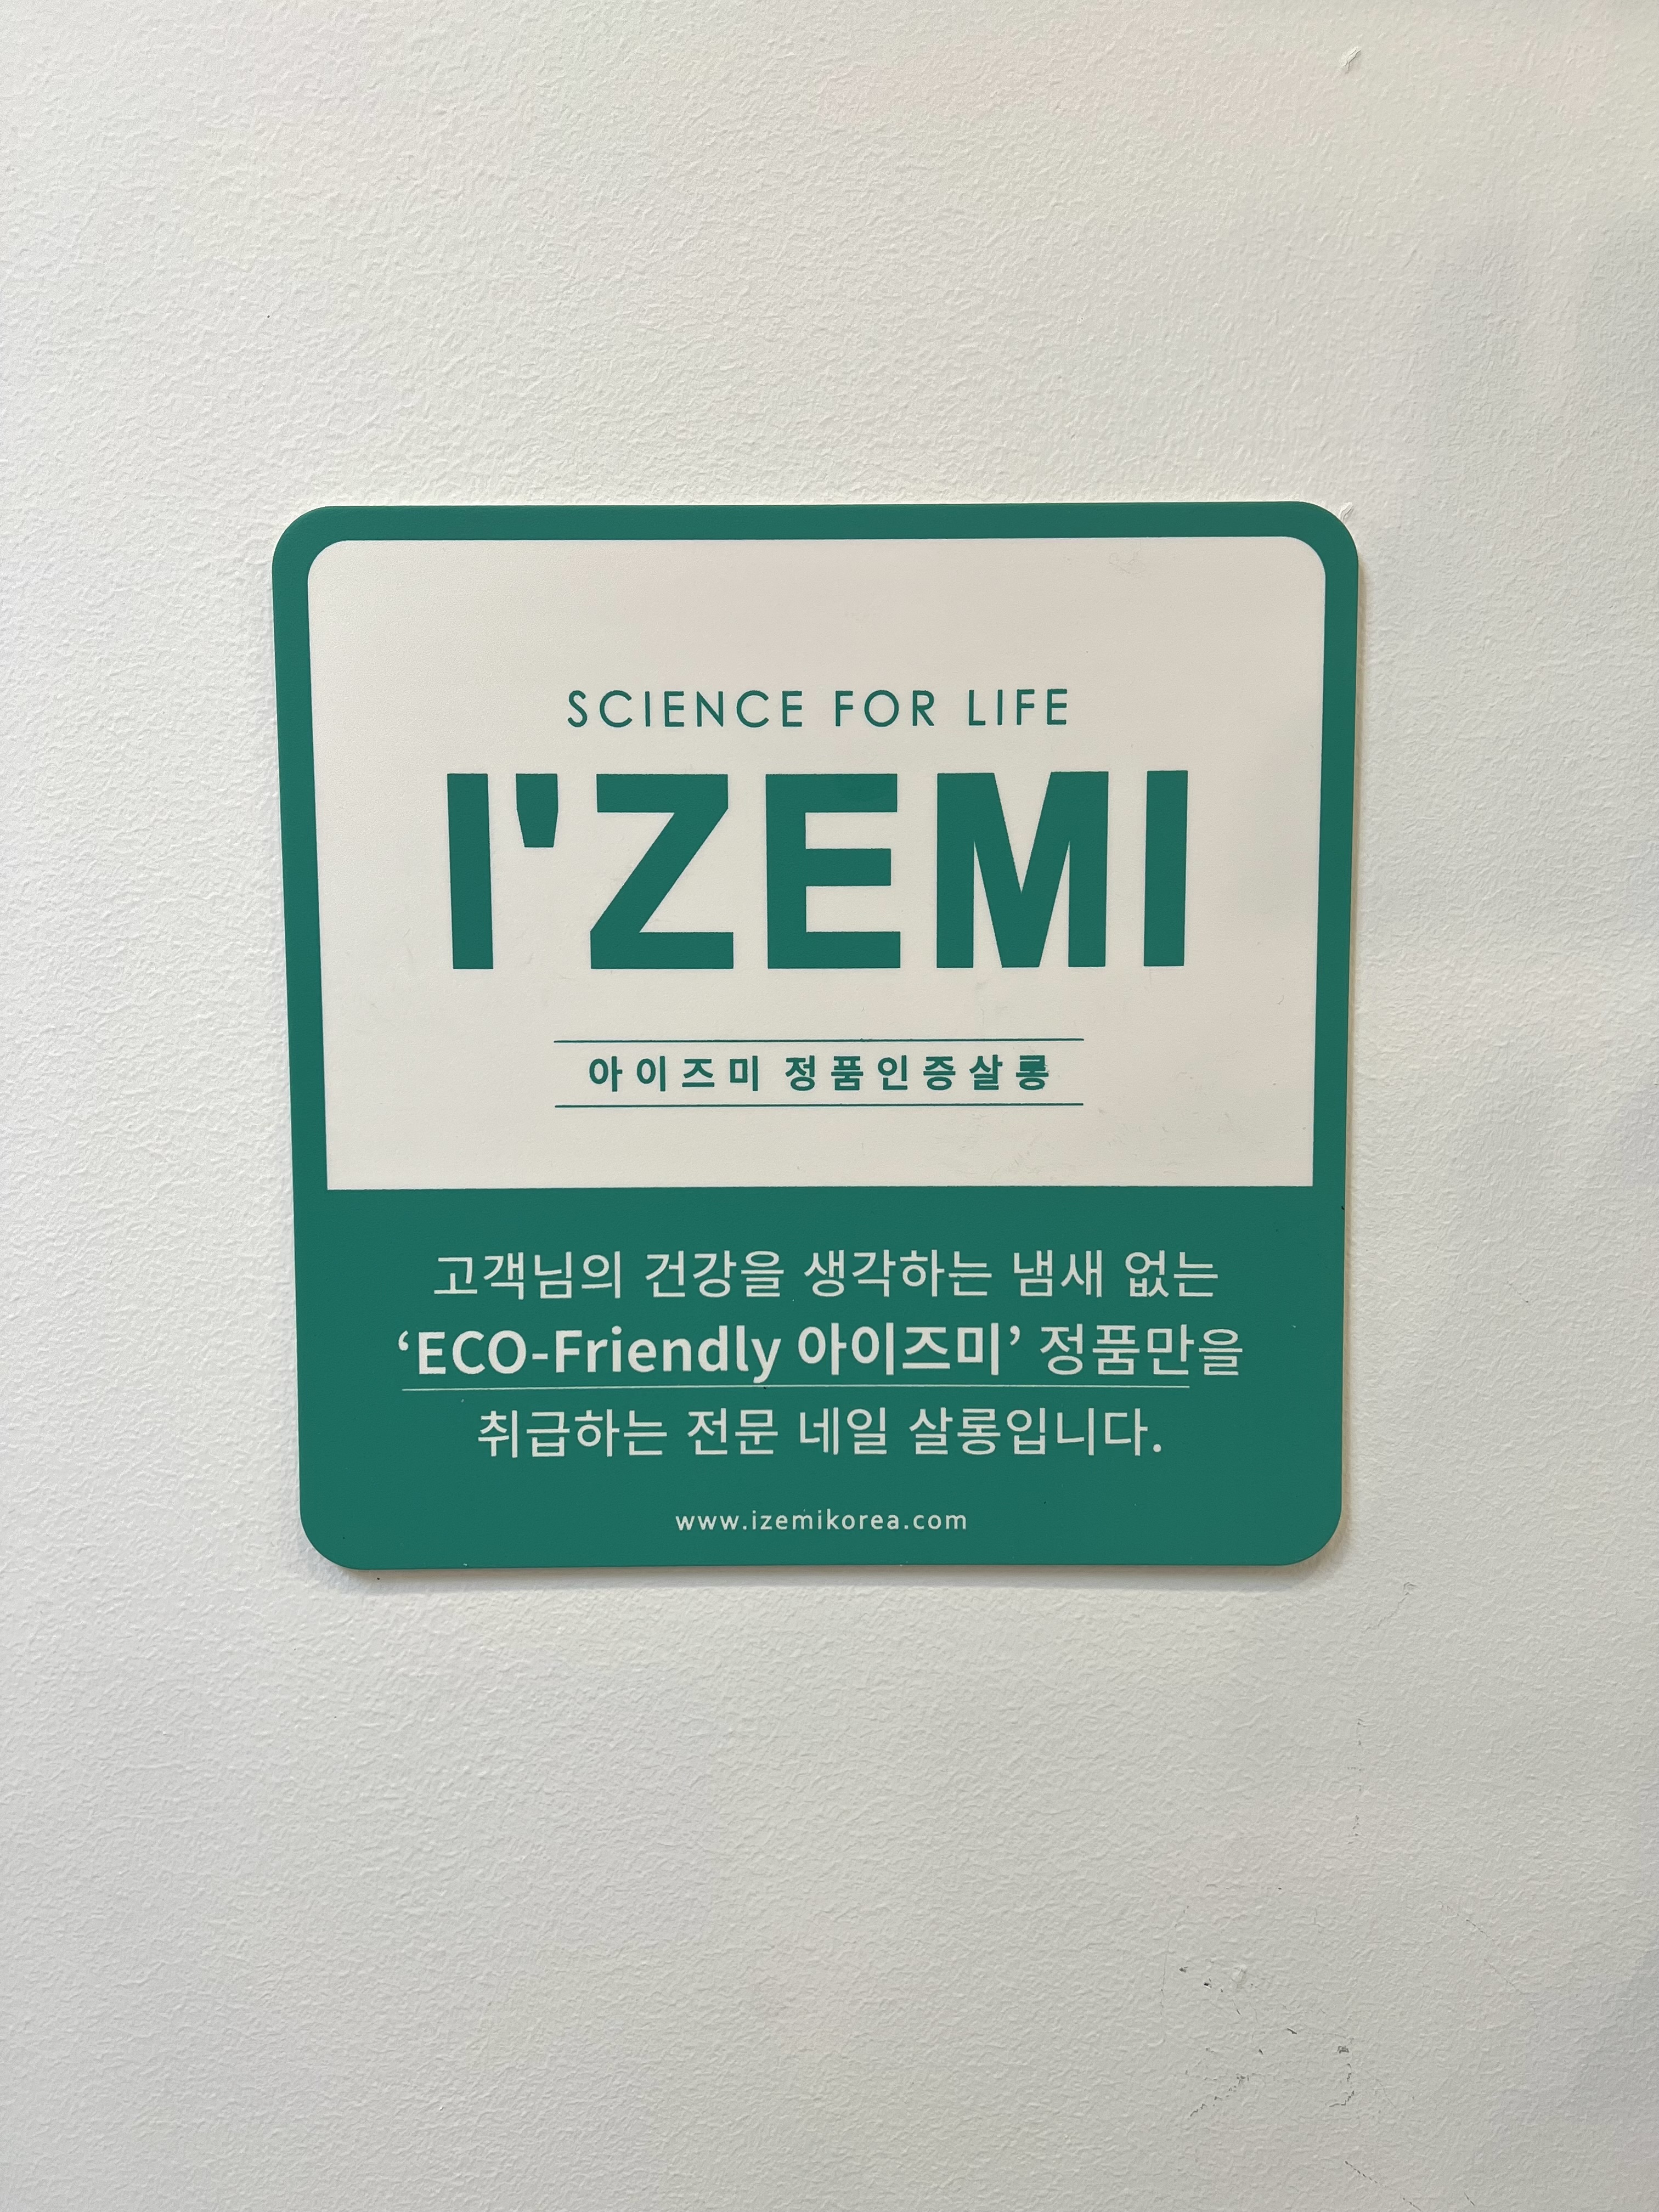 SCIENCE FOR LIFE
I'ZEMI
아이즈미 정품인증살롱
고객님의 건강을 생각하는 냄새 없는
‘ECO-Friendly 아이즈미’ 정품만을
취급하는 전문 네일 살롱입니다.
www.izemikorea.com